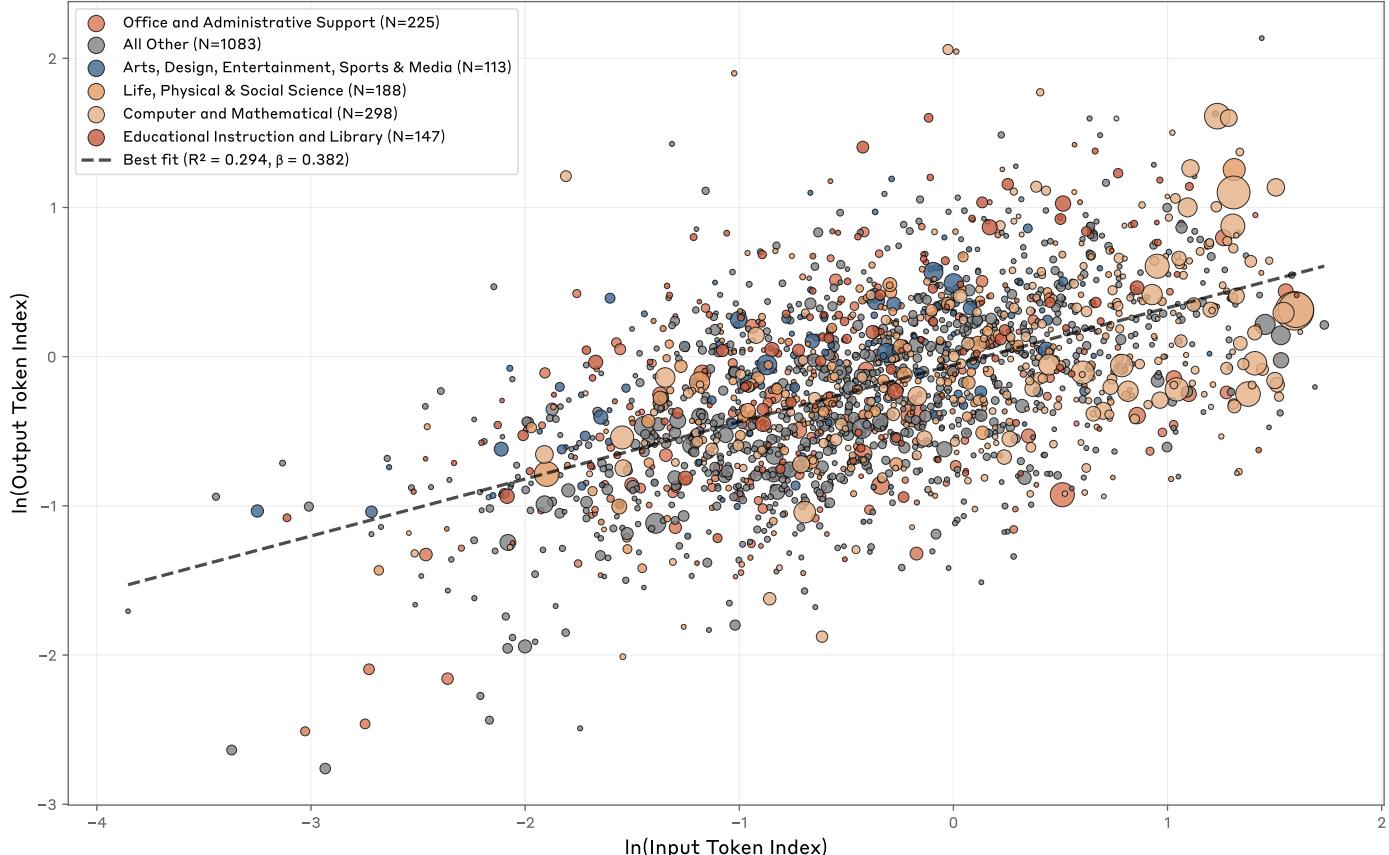 Office and Administrative Support (N=225)
All Other (N=1083)
Arts, Design, Entertainment, Sports & Media (N=113)
Life, Physical & Social Science (N=188)
Computer and Mathematical (N=298)
Educational Instruction and Library (N=147)
Best fit (R² = 0.294, β = 0.382)
2
1
0
−1
−2
−3
ln(Output Token Index)
−4 −3 −2 −1 0 1 2
ln(Input Token Index)